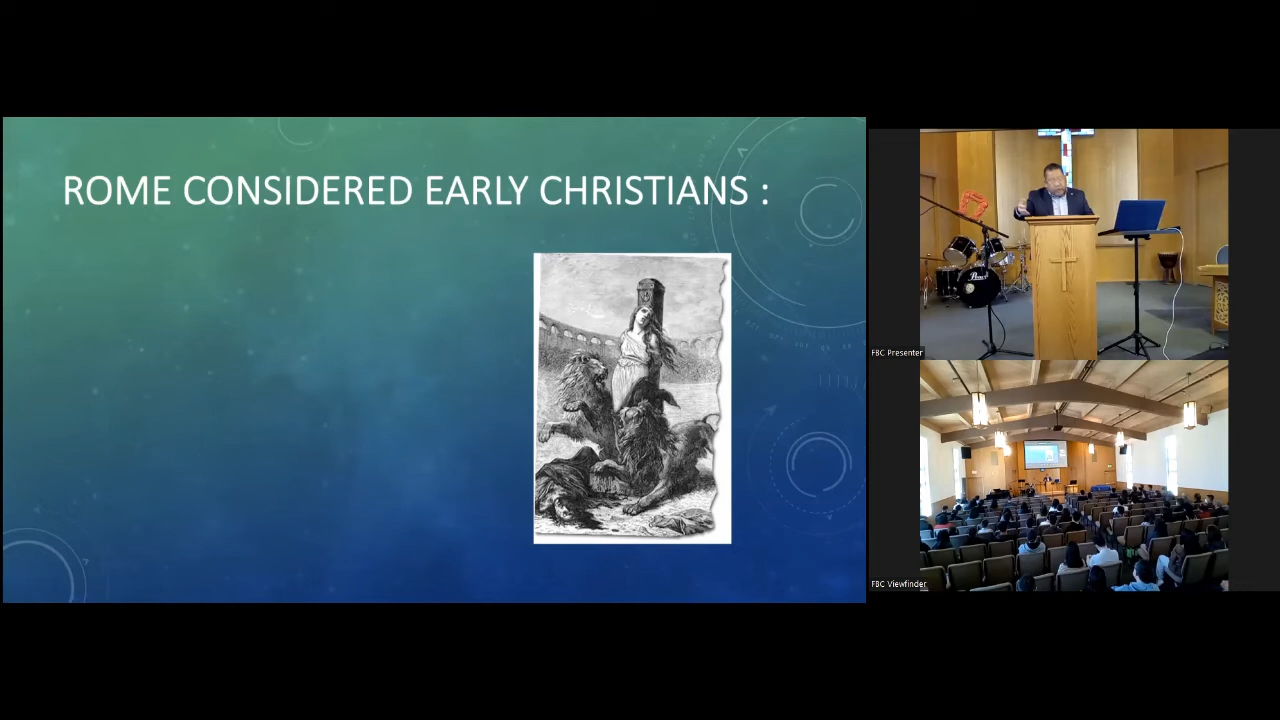 ROME CONSIDERED EARLY CHRISTIANS :
FBC Presenter
FBC Viewfinder